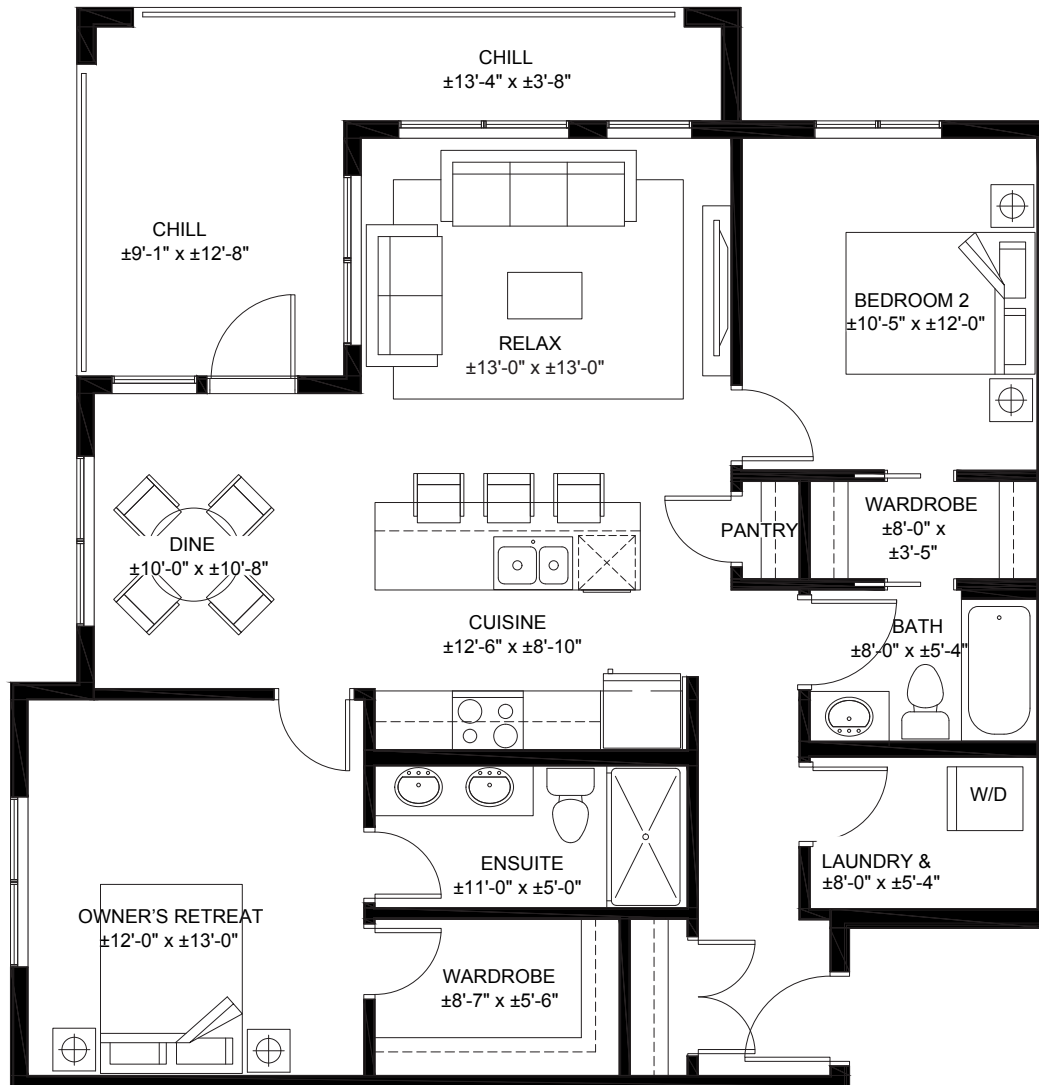 CHILL
±13'-4" x ±3'-8"
CHILL
±9'-1" x ±12'-8"
RELAX
±13'-0" x ±13'-0"
BEDROOM 2
±10'-5" x ±12'-0"
DINE
±10'-0" x ±10'-8"
PANTRY
WARDROBE
±8'-0" x
±3'-5"
CUISINE
±12'-6" x ±8'-10"
BATH
±8'-0" x ±5'-4"
W/D
LAUNDRY &
±8'-0" x ±5'-4"
ENSUITE
±11'-0" x ±5'-0"
OWNER'S RETREAT
±12'-0" x ±13'-0"
WARDROBE
±8'-7" x ±5'-6"